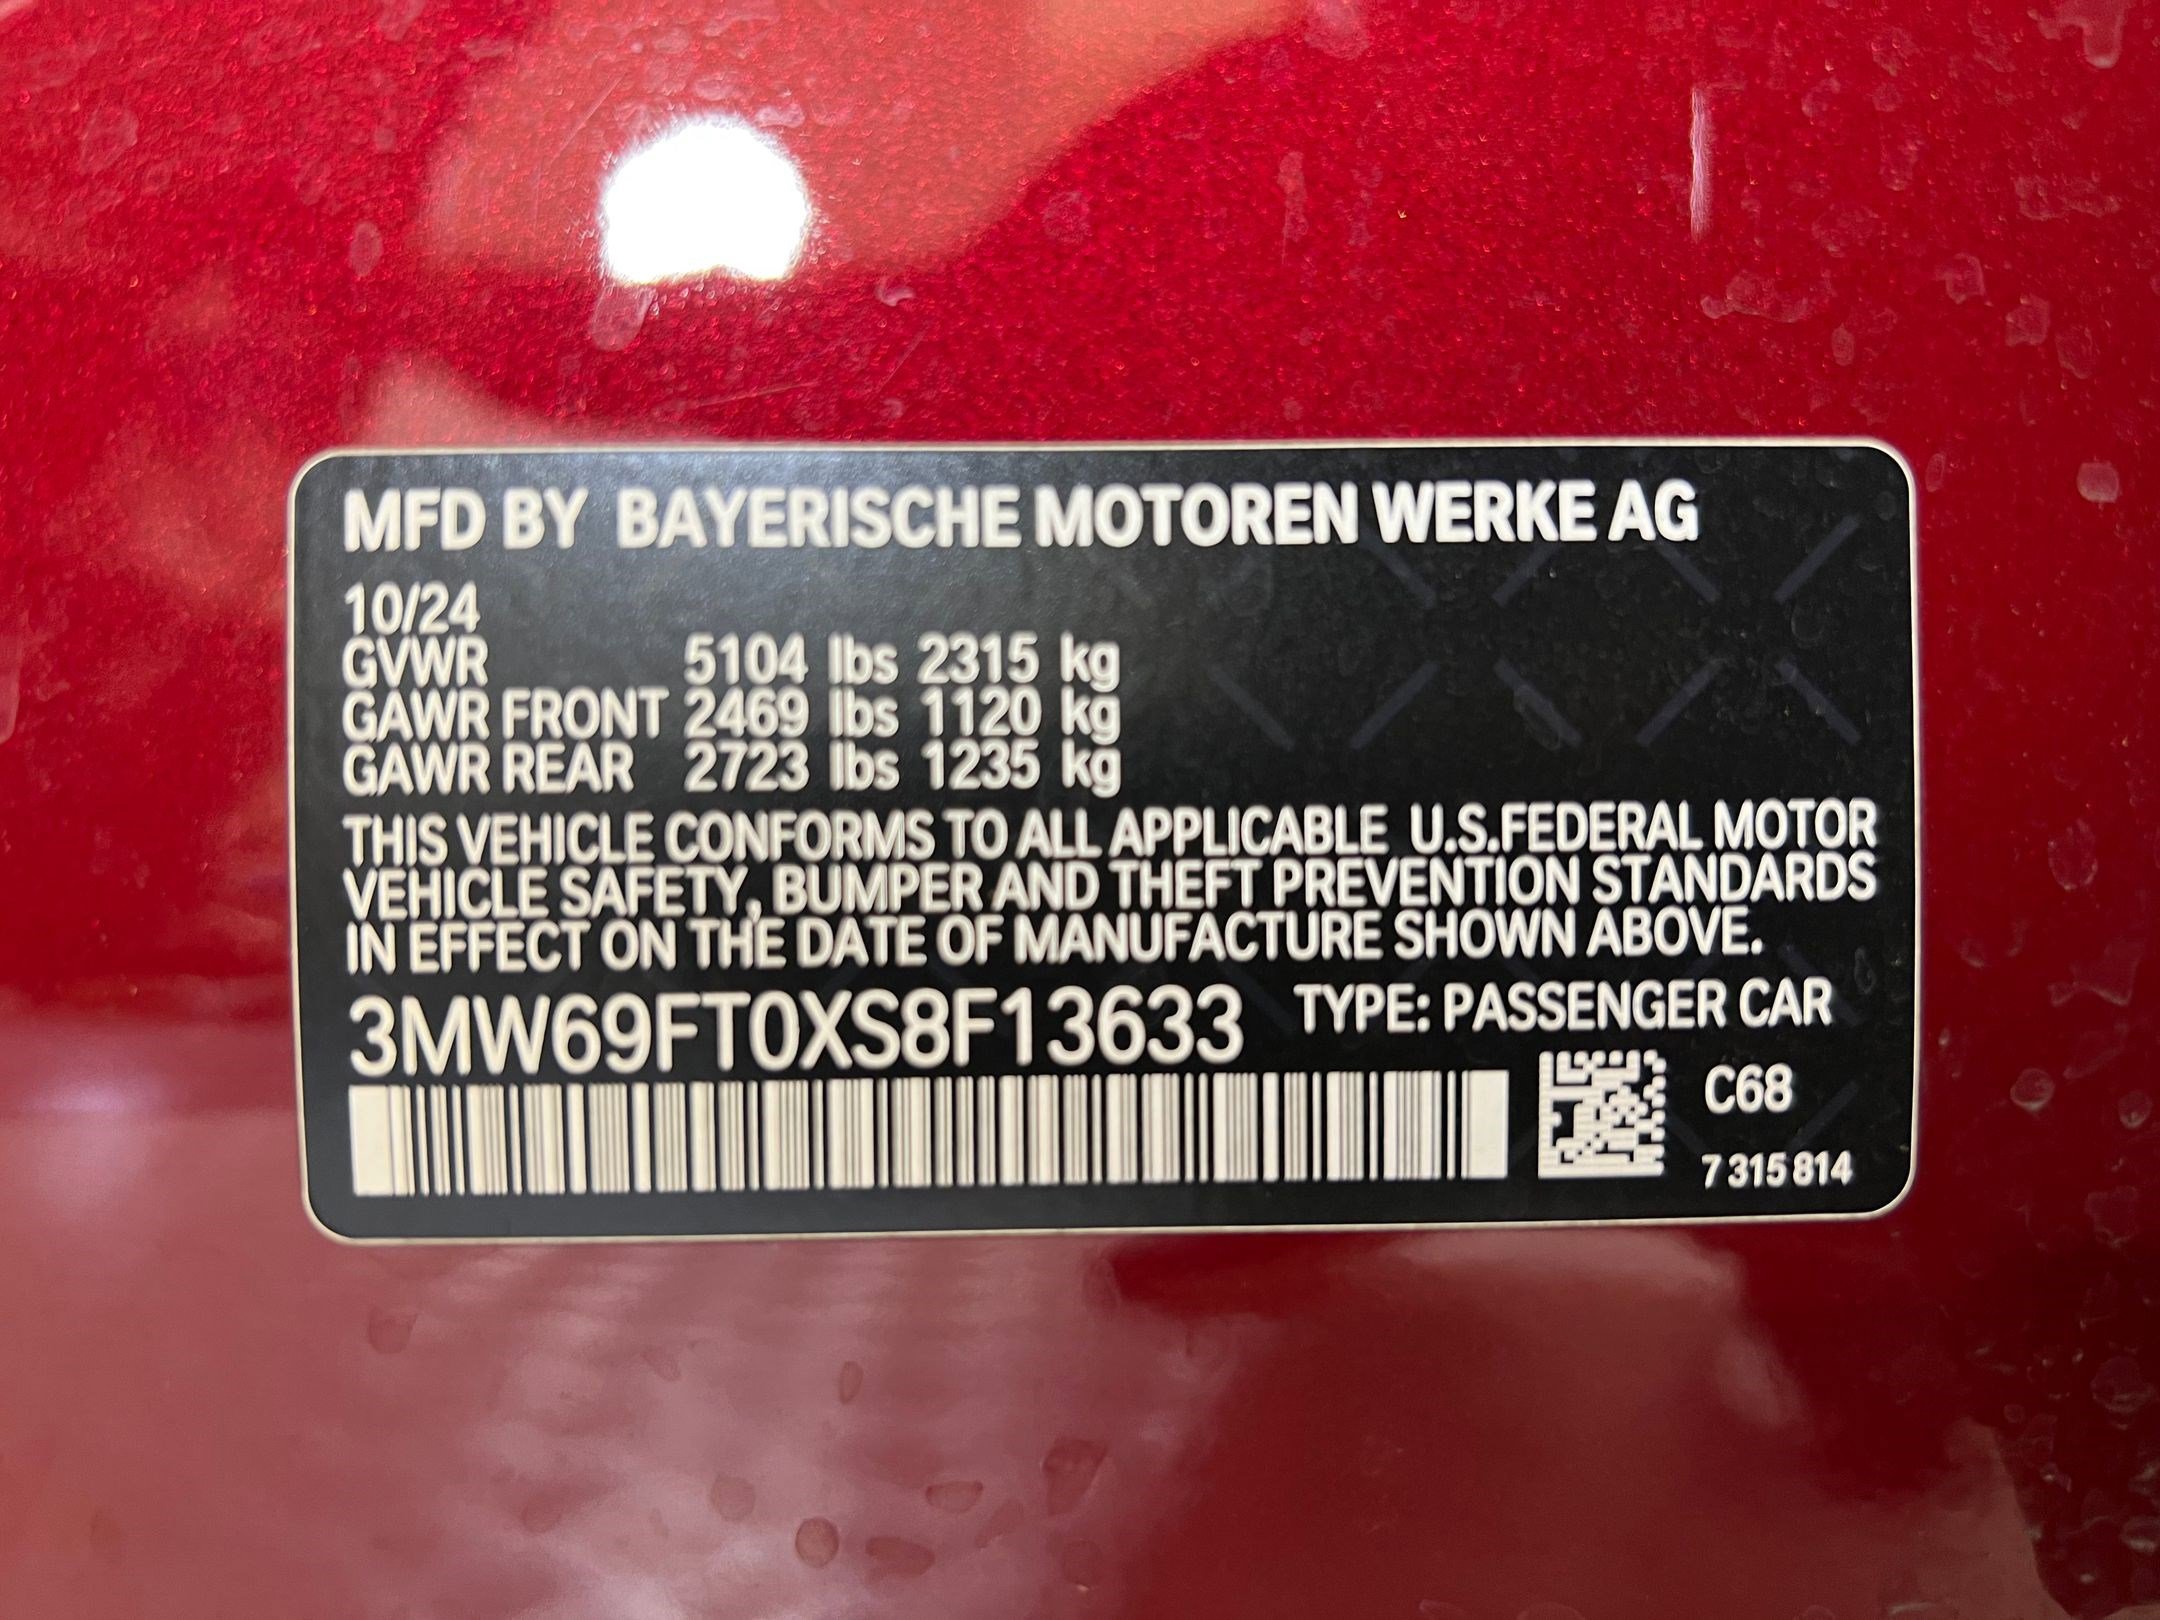 MFD BY BAYERISCHE MOTOREN WERKE AG
10/24
GVWR 5104 lbs 2315 kg
GAWR FRONT 2469 lbs 1120 kg
GAWR REAR 2723 lbs 1235 kg
THIS VEHICLE CONFORMS TO ALL APPLICABLE U.S.FEDERAL MOTOR
VEHICLE SAFETY, BUMPER AND THEFT PREVENTION STANDARDS
IN EFFECT ON THE DATE OF MANUFACTURE SHOWN ABOVE.
3MW69FT0XS8F13633 TYPE: PASSENGER CAR
C68
7 315 814